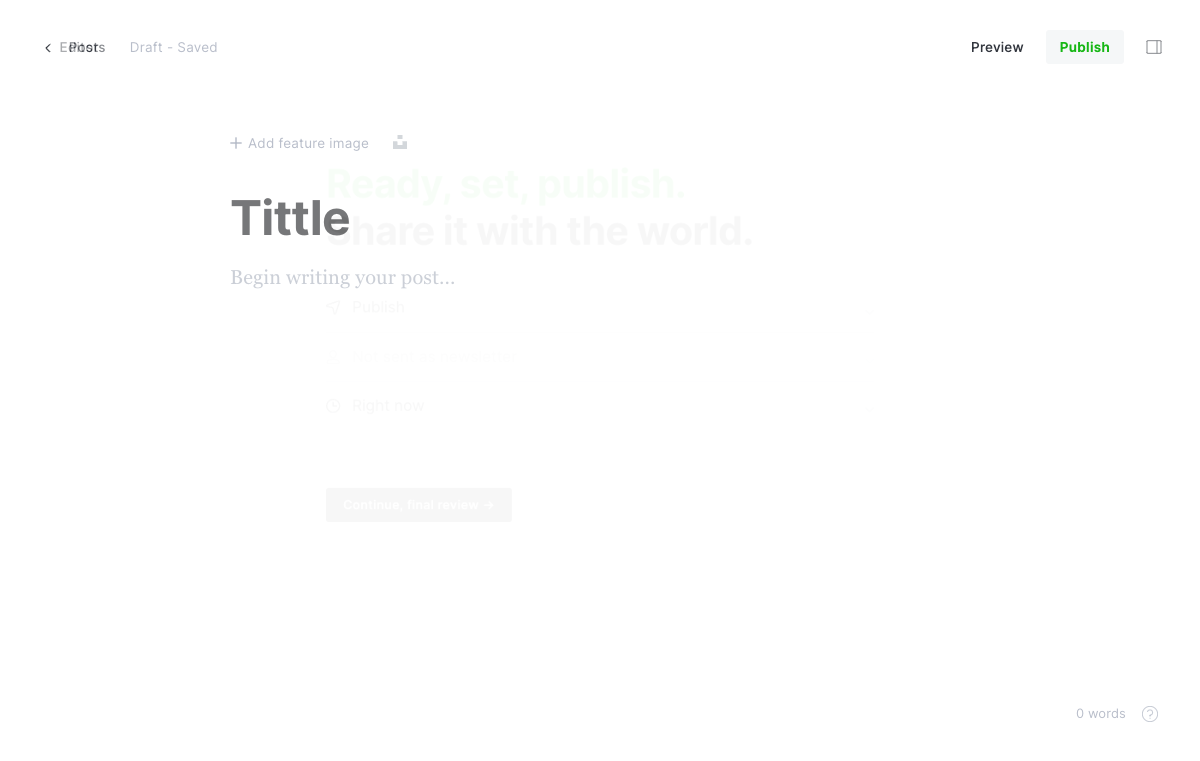 Editor Posts Draft - Saved Preview Publish
Add feature image
Ready, set, publish.
Tittle
Share it with the world.
Begin writing your post...
Publish
Right now
Continue, final review →
0 words